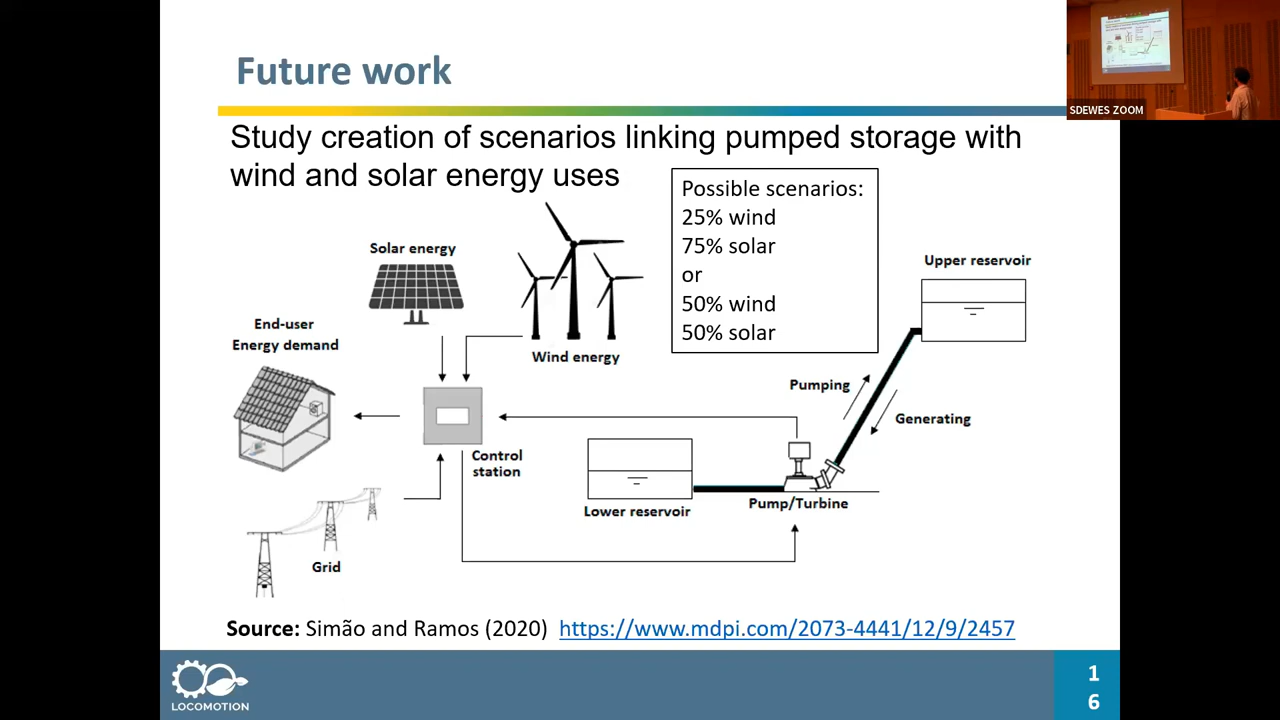 Future work
SDEWES ZOOM
Study creation of scenarios linking pumped storage with
wind and solar energy uses
Possible scenarios:
25% wind
75% solar
or
50% wind
50% solar
Solar energy
Upper reservoir
End-user
Energy demand
Wind energy
Pumping
Generating
Control
station
Lower reservoir
Pump/Turbine
Grid
Source: Simão and Ramos (2020) https://www.mdpi.com/2073-4441/12/9/2457
LOCOMOTION
1
6